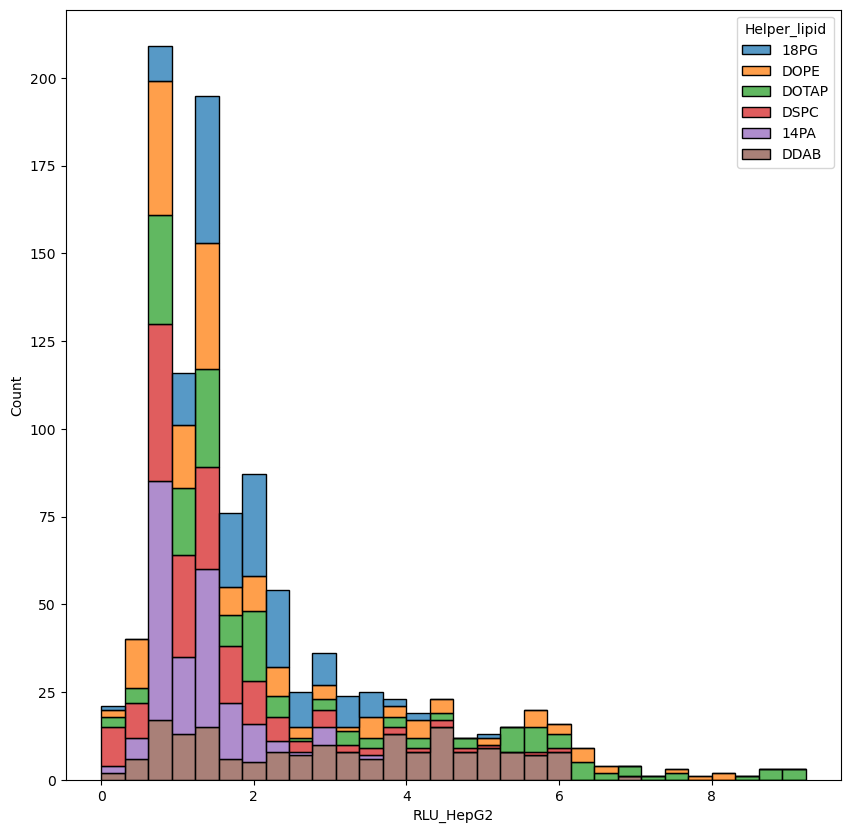 Helper_lipid
18PG
DOPE
DOTAP
DSPC
14PA
DDAB
200
175
150
125
100
75
50
25
0
Count
0 2 4 6 8
RLU_HepG2